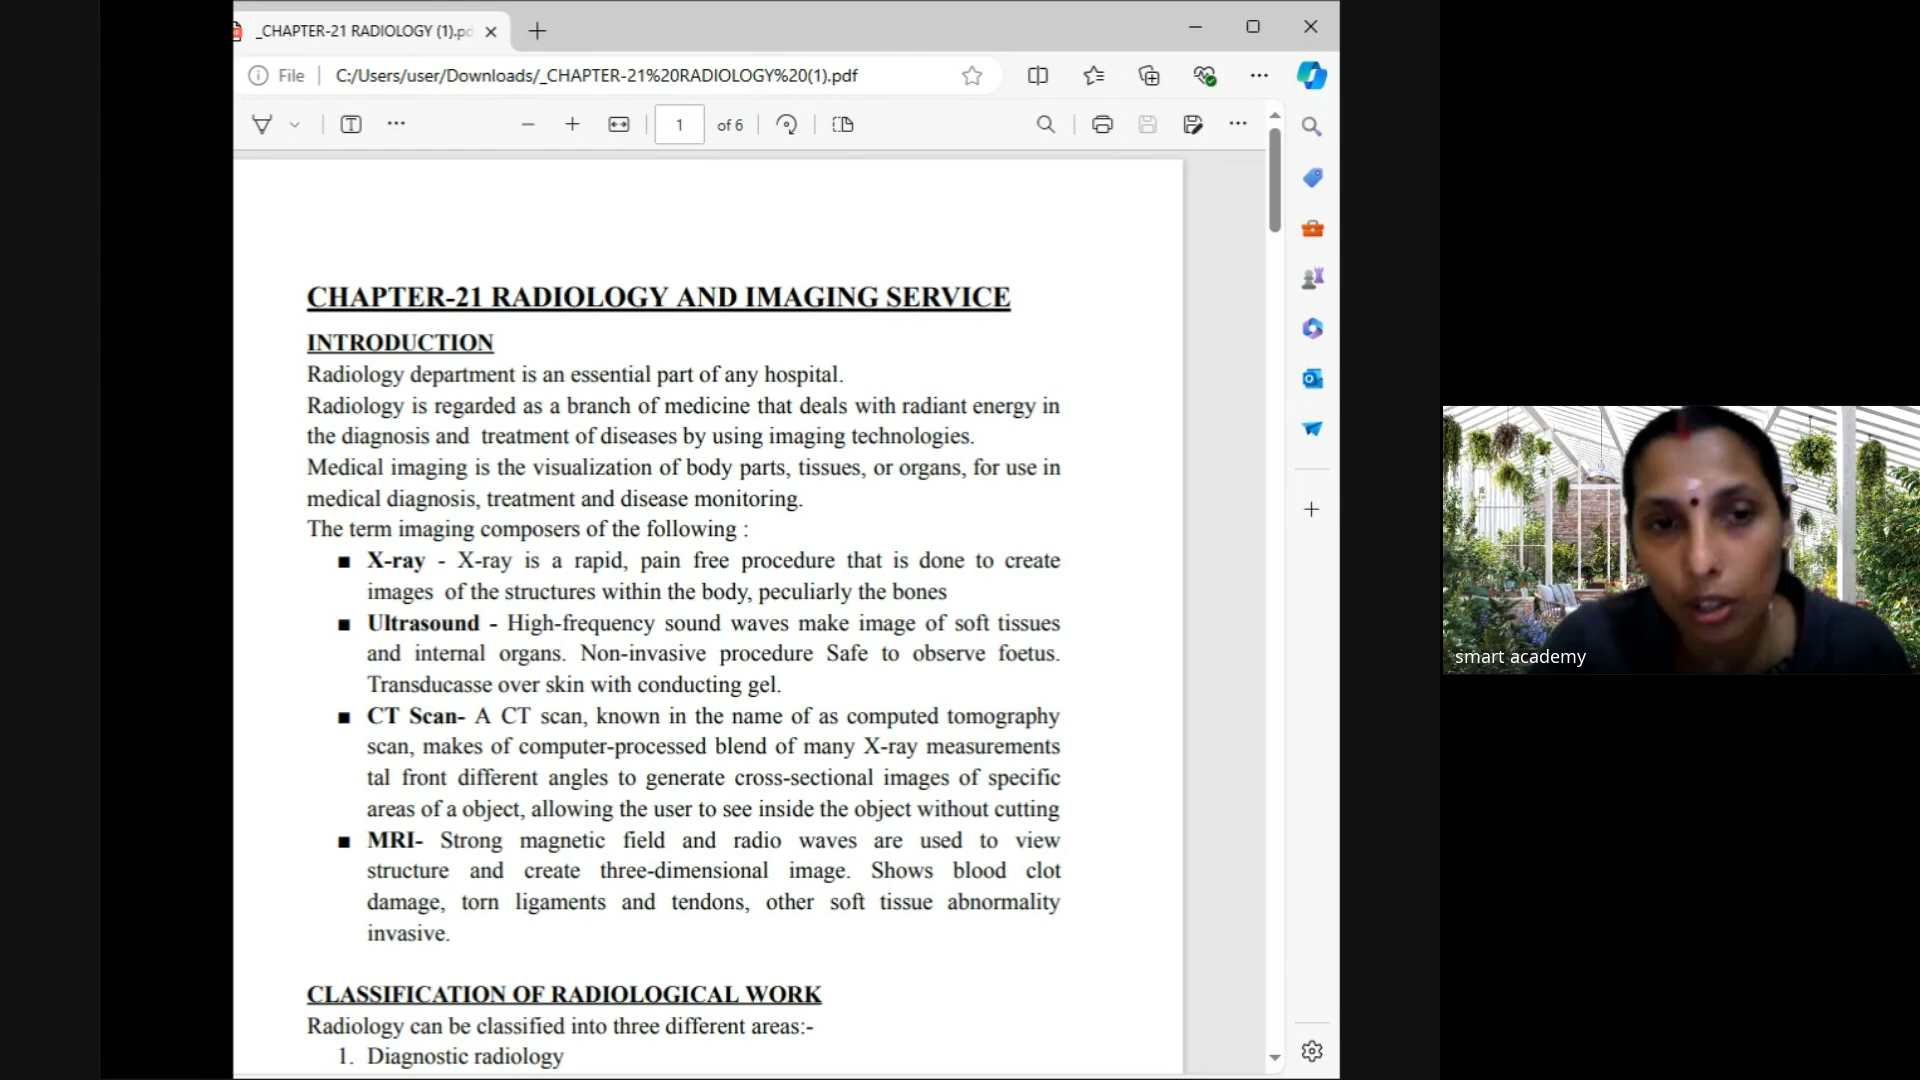 _CHAPTER-21 RADIOLOGY (1).pd
File
C:/Users/user/Downloads/_CHAPTER-21%20RADIOLOGY%20(1).pdf
1 of 6
CHAPTER-21 RADIOLOGY AND IMAGING SERVICE
INTRODUCTION
Radiology department is an essential part of any hospital.
Radiology is regarded as a branch of medicine that deals with radiant energy in
the diagnosis and treatment of diseases by using imaging technologies.
Medical imaging is the visualization of body parts, tissues, or organs, for use in
medical diagnosis, treatment and disease monitoring.
The term imaging composers of the following :
■ X-ray - X-ray is a rapid, pain free procedure that is done to create
images of the structures within the body, peculiarly the bones
■ Ultrasound - High-frequency sound waves make image of soft tissues
and internal organs. Non-invasive procedure Safe to observe foetus.
Transducasse over skin with conducting gel.
■ CT Scan- A CT scan, known in the name of as computed tomography
scan, makes of computer-processed blend of many X-ray measurements
tal front different angles to generate cross-sectional images of specific
areas of a object, allowing the user to see inside the object without cutting
■ MRI- Strong magnetic field and radio waves are used to view
structure and create three-dimensional image. Shows blood clot
damage, torn ligaments and tendons, other soft tissue abnormality
invasive.
CLASSIFICATION OF RADIOLOGICAL WORK
Radiology can be classified into three different areas:-
1. Diagnostic radiology
smart academy